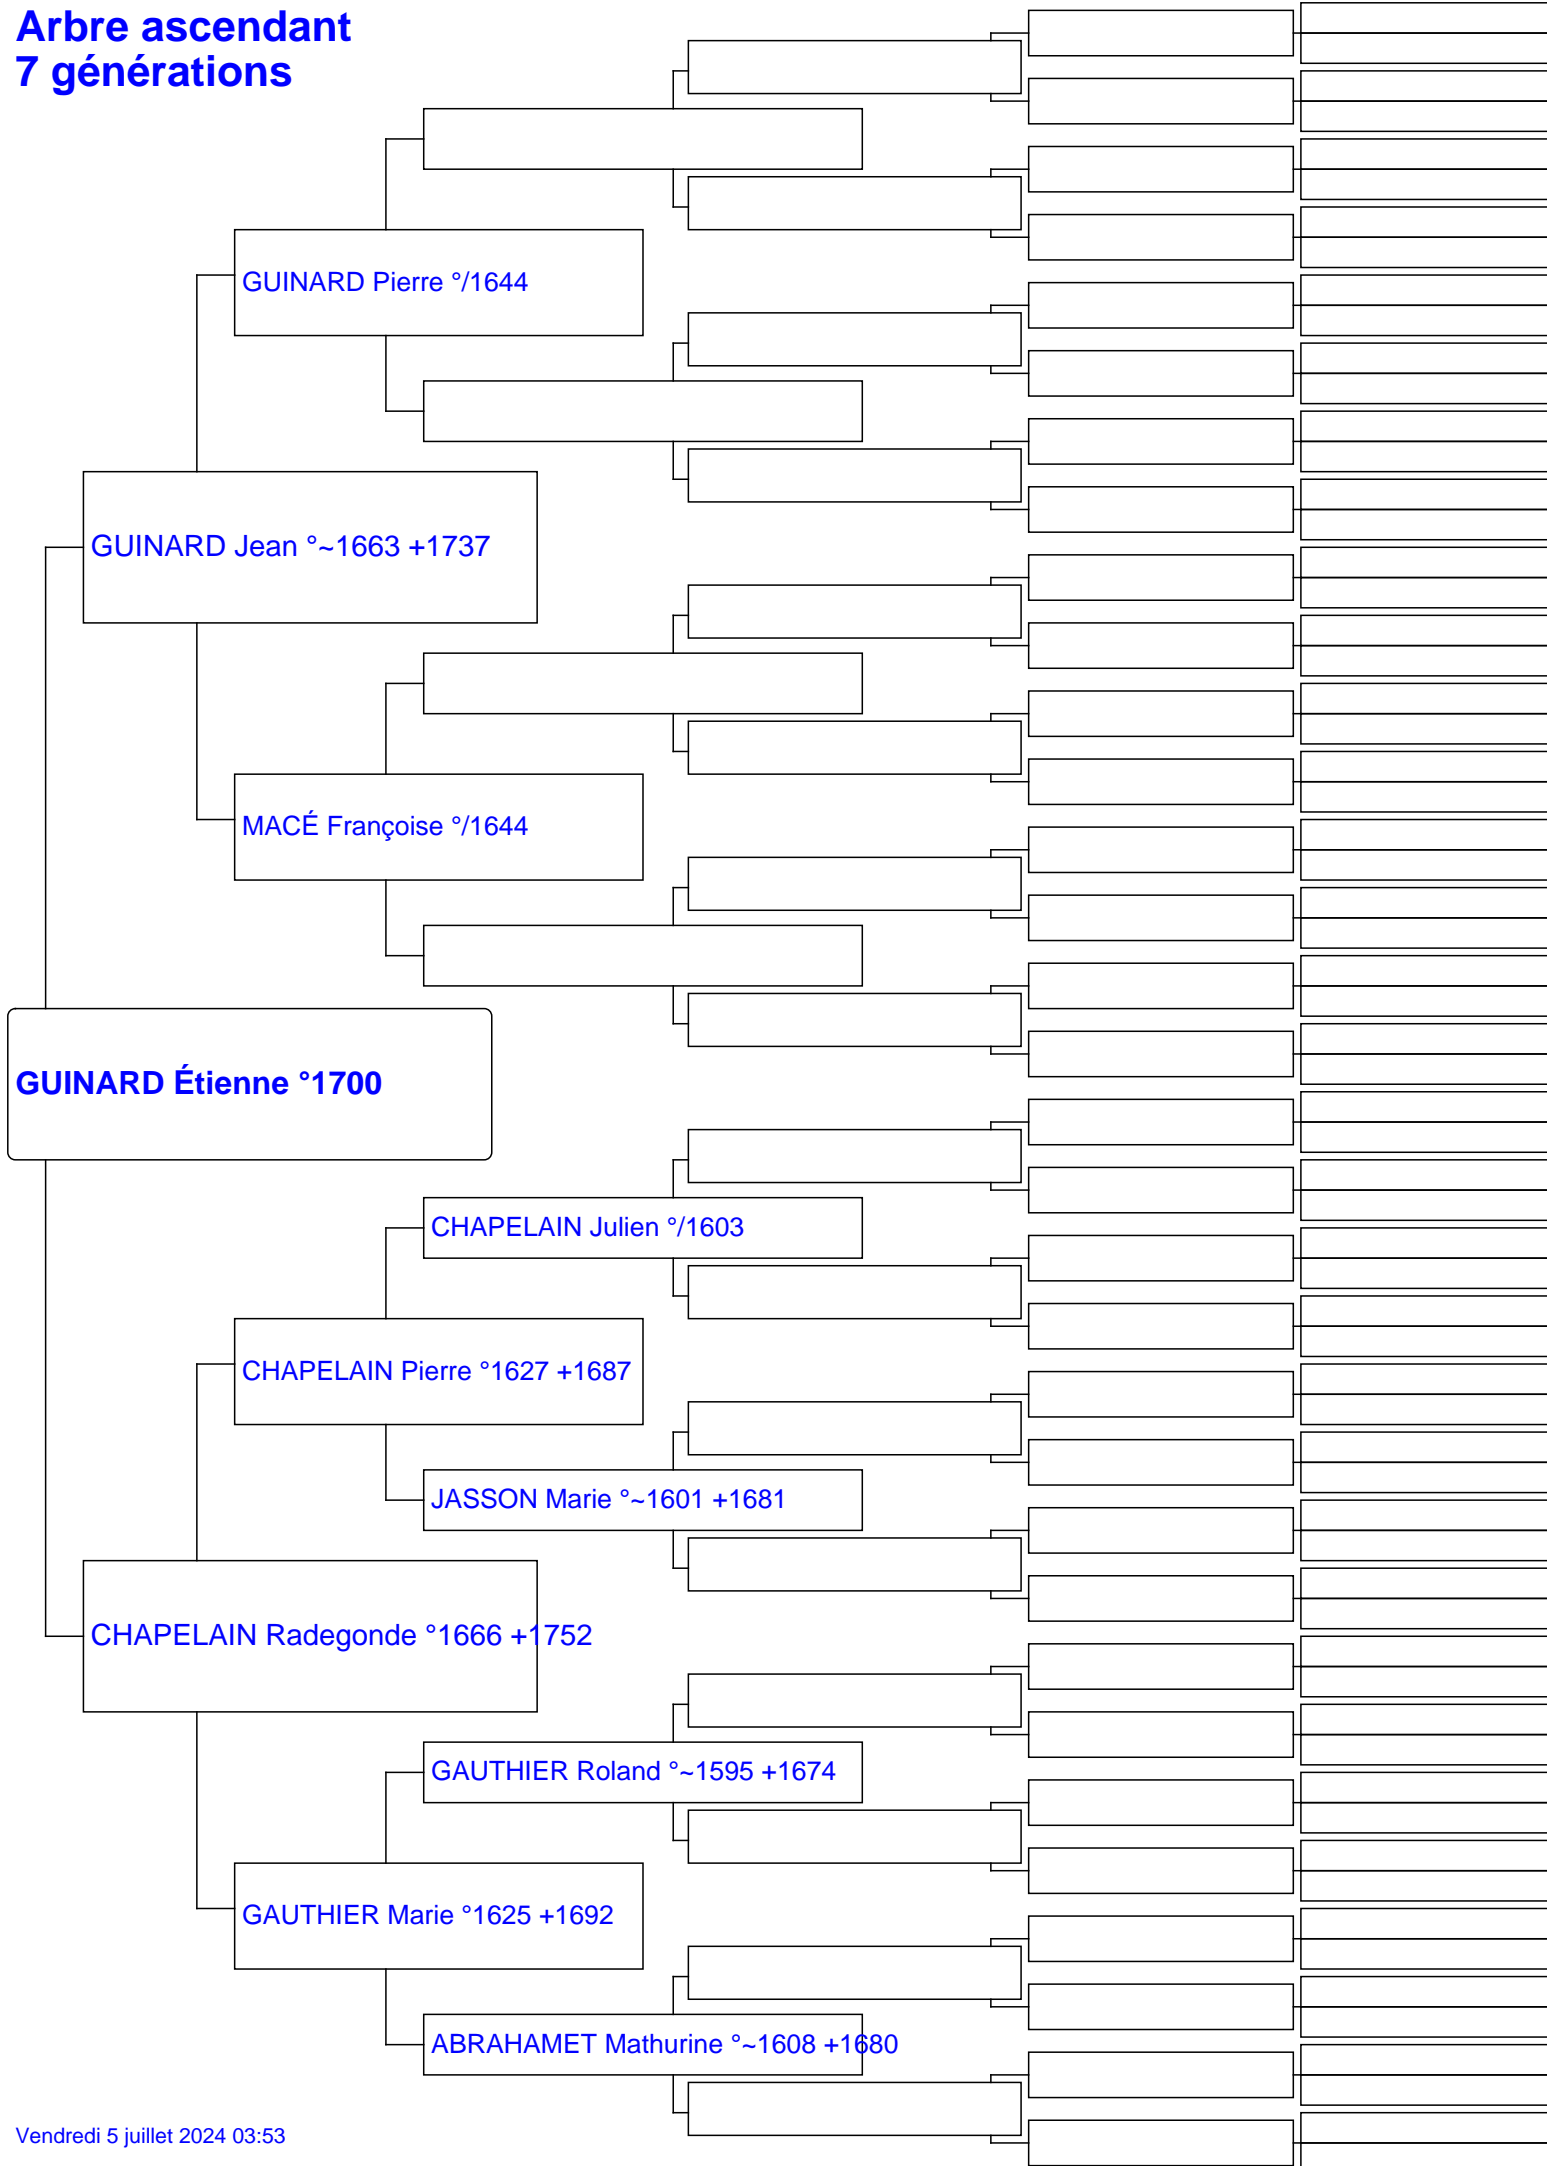 Arbre ascendant
7 générations
GUINARD Pierre °/1644
GUINARD Jean °~1663 +1737
MACÉ Françoise °/1644
GUINARD Étienne °1700
CHAPELAIN Julien °/1603
CHAPELAIN Pierre °1627 +1687
JASSON Marie °~1601 +1681
CHAPELAIN Radegonde °1666 +1752
GAUTHIER Roland °~1595 +1674
GAUTHIER Marie °1625 +1692
ABRAHAMET Mathurine °~1608 +1680
Vendredi 5 juillet 2024 03:53